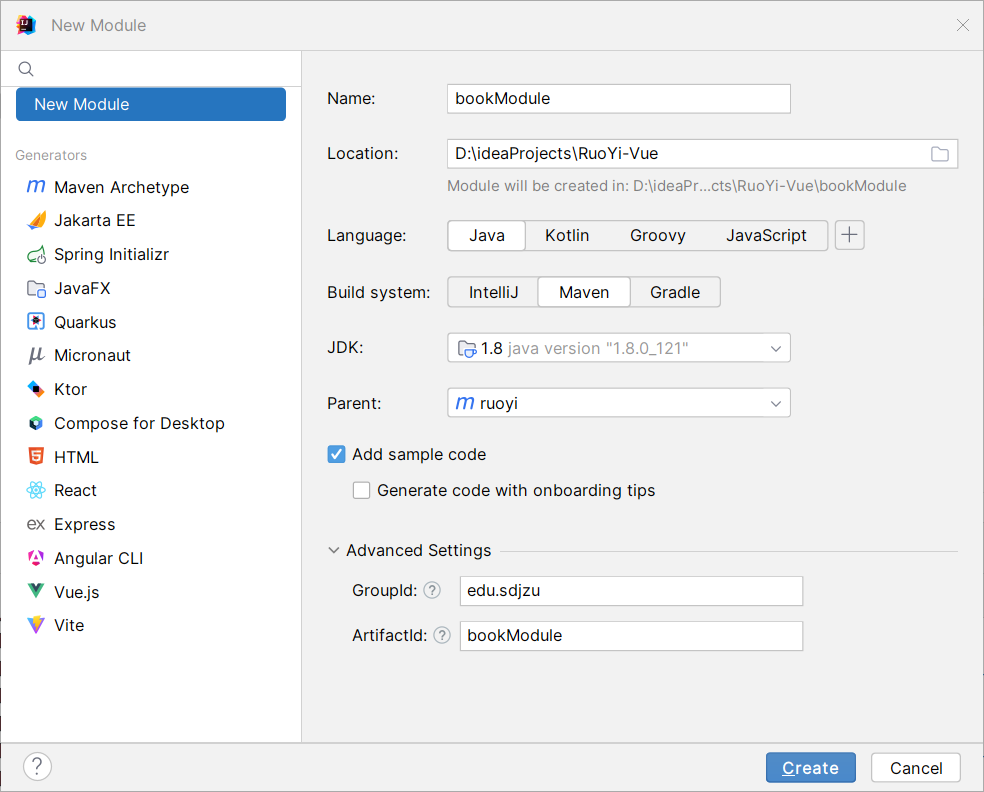 New Module
New Module
Generators
Maven Archetype
Jakarta EE
Spring Initializr
JavaFX
Quarkus
Micronaut
Ktor
Compose for Desktop
HTML
React
ex Express
Angular CLI
Vue.js
Vite
Name: bookModule
Location: D:\ideaProjects\RuoYi-Vue
Module will be created in: D:\ideaPr...cts\RuoYi-Vue\bookModule
Language: Java Kotlin Groovy JavaScript
Build system: IntelliJ Maven Gradle
JDK: 1.8 java version "1.8.0_121"
Parent: m ruoyi
Add sample code
Generate code with onboarding tips
Advanced Settings
GroupId: ? edu.sdjzu
ArtifactId: ? bookModule
? Create Cancel